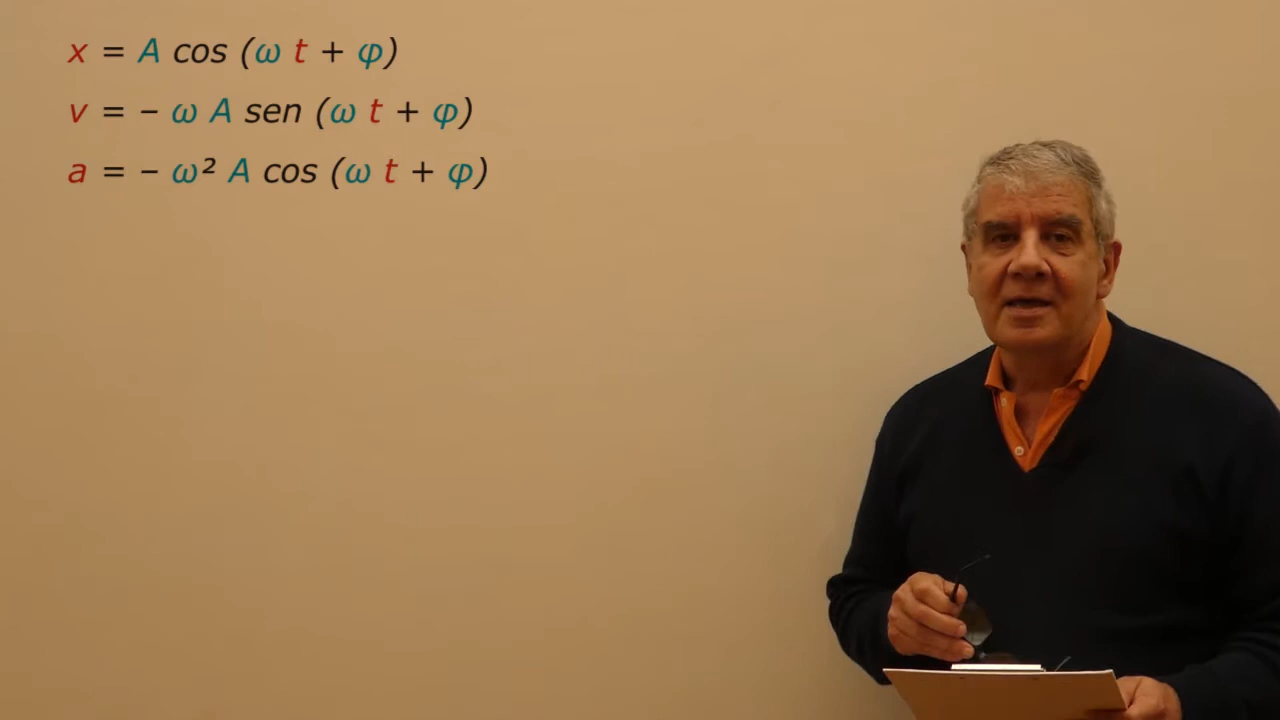 x = A cos (ω t + φ)
v = – ω A sen (ω t + φ)
a = – ω² A cos (ω t + φ)